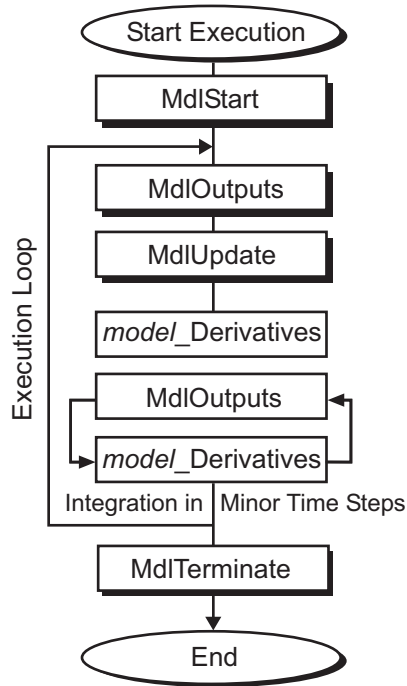 Start Execution
MdlStart
MdlOutputs
MdlUpdate
model_Derivatives
Execution Loop
MdlOutputs
model_Derivatives
Integration in Minor Time Steps
MdlTerminate
End